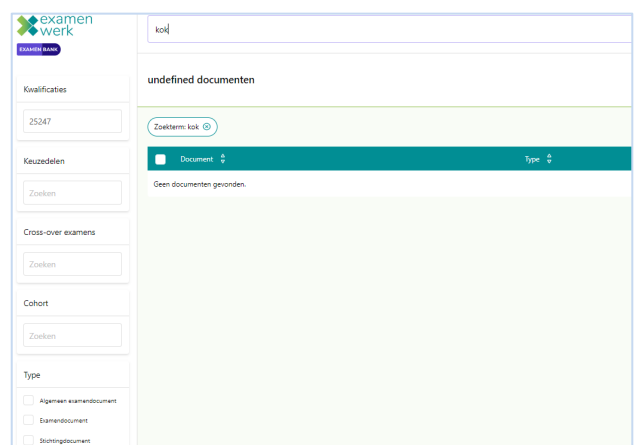 examen
werk
EXAMEN BANK
kok
undefined documenten
Kwalificaties
25247
Zoekterm: kok
Document
Type
Keuzedelen
Geen documenten gevonden.
Zoeken
Cross-over examens
Zoeken
Cohort
Zoeken
Type
Algemeen examendocument
Examendocument
Stichtingdocument